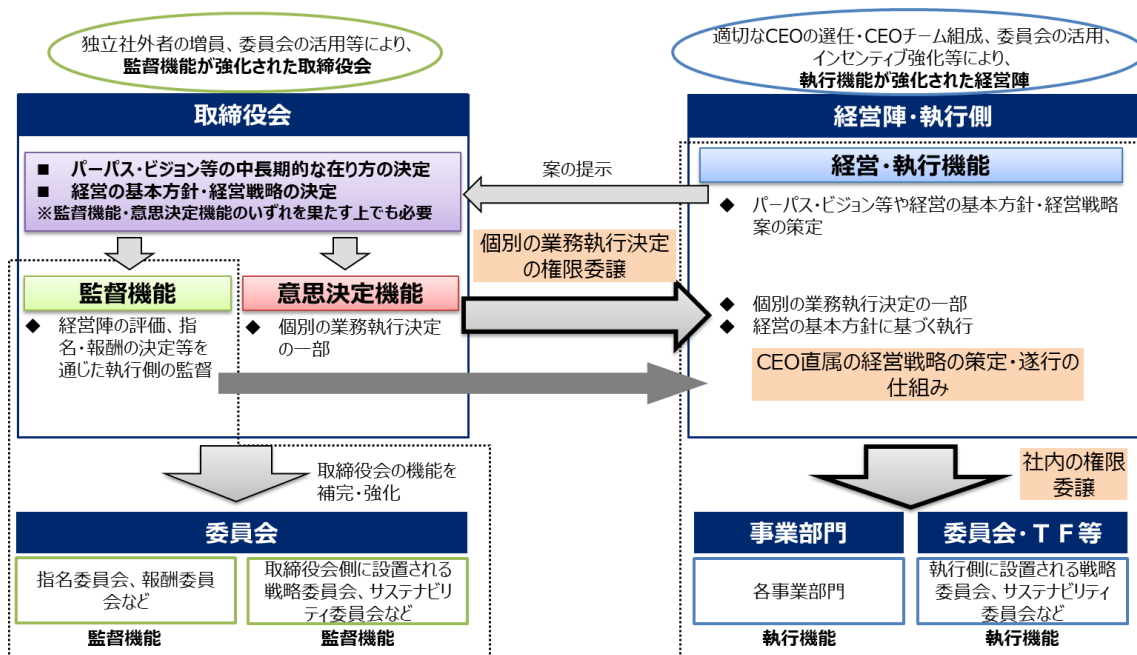 独立社外者の増員、委員会の活用等により、
監督機能が強化された取締役会
適切なCEOの選任・CEOチーム組成、委員会の活用、
インセンティブ強化等により、
執行機能が強化された経営陣
取締役会
■ パーパス・ビジョン等の中長期的な在り方の決定
■ 経営の基本方針・経営戦略の決定
※監督機能・意思決定機能のいずれを果たす上でも必要
監督機能
◆ 経営陣の評価、指
名・報酬の決定等を
通じた執行側の監督
意思決定機能
◆ 個別の業務執行決定
の一部
案の提示
個別の業務執行決定
の権限委譲
経営陣・執行側
経営・執行機能
◆ パーパス・ビジョン等や経営の基本方針・経営戦略
案の策定
◆ 個別の業務執行決定の一部
◆ 経営の基本方針に基づく執行
CEO直属の経営戦略の策定・遂行の
仕組み
取締役会の機能を
補完・強化
社内の権限
委譲
委員会
指名委員会、報酬委員
会など
監督機能
取締役会側に設置される
戦略委員会、サステナビリ
ティ委員会など
監督機能
事業部門
各事業部門
執行機能
委員会・TF等
執行側に設置される戦略
委員会、サステナビリティ
委員会など
執行機能